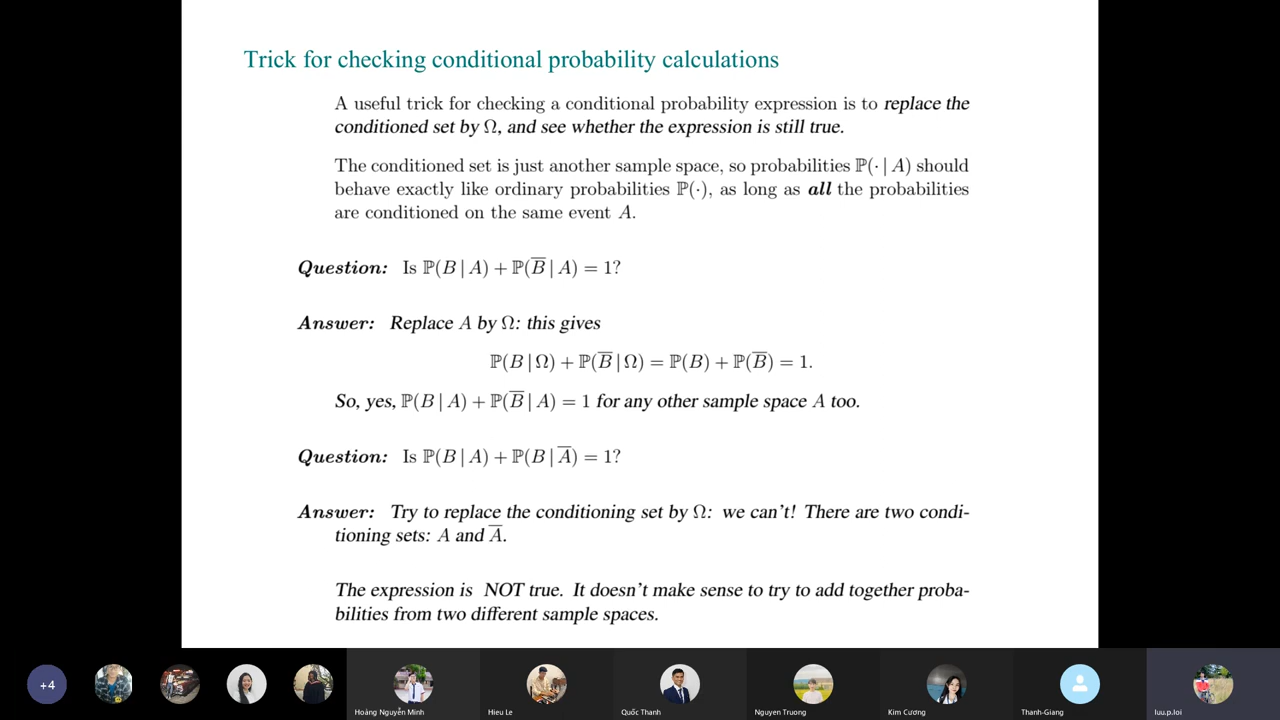 Trick for checking conditional probability calculations
A useful trick for checking a conditional probability expression is to replace the
conditioned set by Ω, and see whether the expression is still true.
The conditioned set is just another sample space, so probabilities ℙ(· | A) should
behave exactly like ordinary probabilities ℙ(·), as long as all the probabilities
are conditioned on the same event A.
Question: Is ℙ(B | A) + ℙ(B̅ | A) = 1?
Answer: Replace A by Ω: this gives
ℙ(B | Ω) + ℙ(B̅ | Ω) = ℙ(B) + ℙ(B̅) = 1.
So, yes, ℙ(B | A) + ℙ(B̅ | A) = 1 for any other sample space A too.
Question: Is ℙ(B | A) + ℙ(B | A̅) = 1?
Answer: Try to replace the conditioning set by Ω: we can't! There are two condi-
tioning sets: A and A̅.
The expression is NOT true. It doesn't make sense to try to add together proba-
bilities from two different sample spaces.
+4
Hoàng Nguyễn Minh
Hieu Le
Quốc Thanh
Nguyen Truong
Kim Cương
Thanh-Giang
luu.p.loi